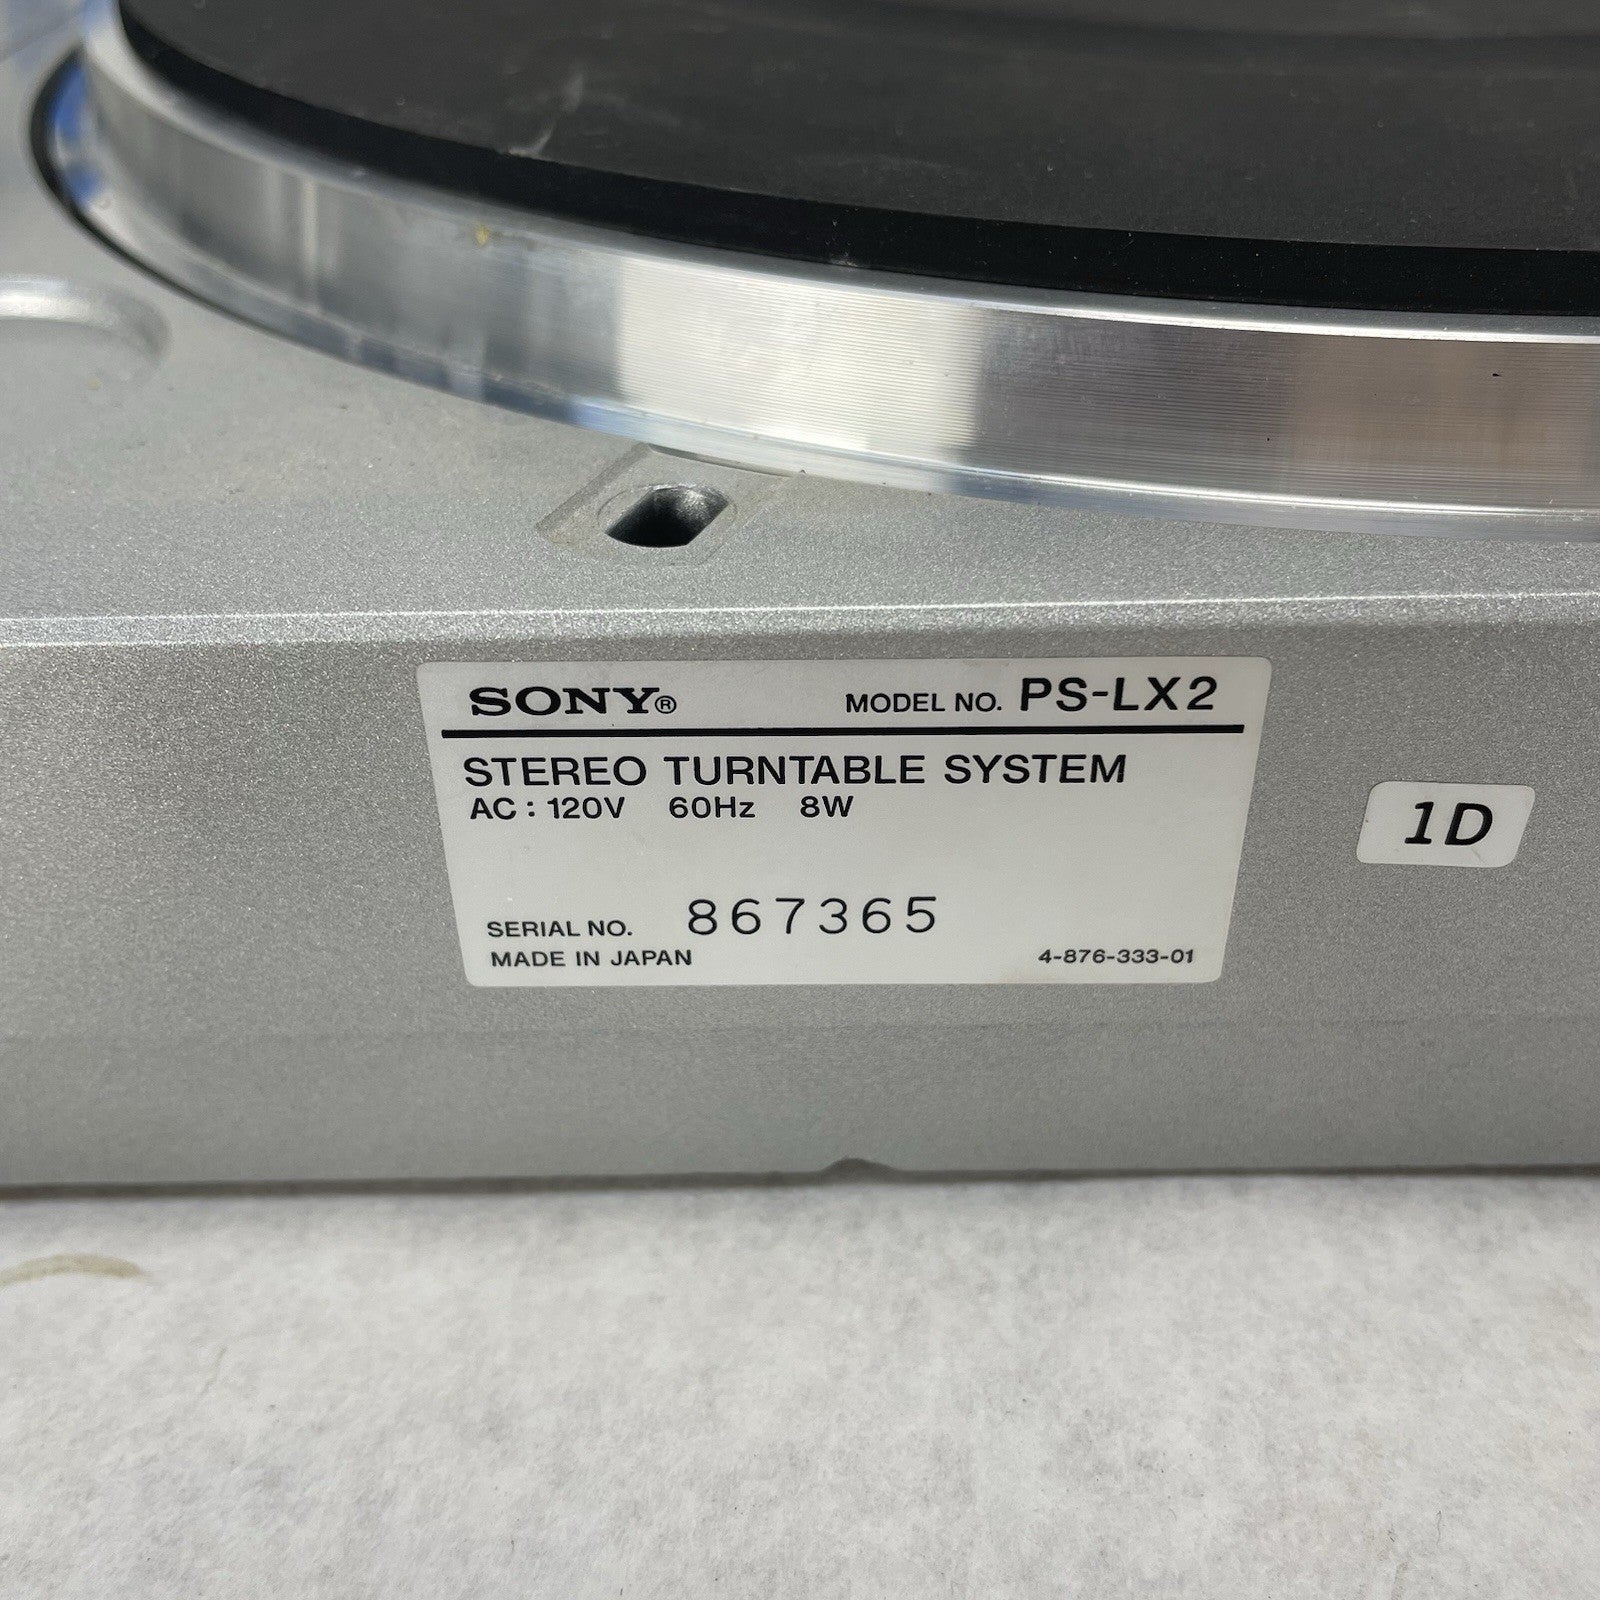 SONY® MODEL NO. PS-LX2
STEREO TURNTABLE SYSTEM
AC : 120V 60Hz 8W
1D
SERIAL NO. 867365
MADE IN JAPAN 4-876-333-01